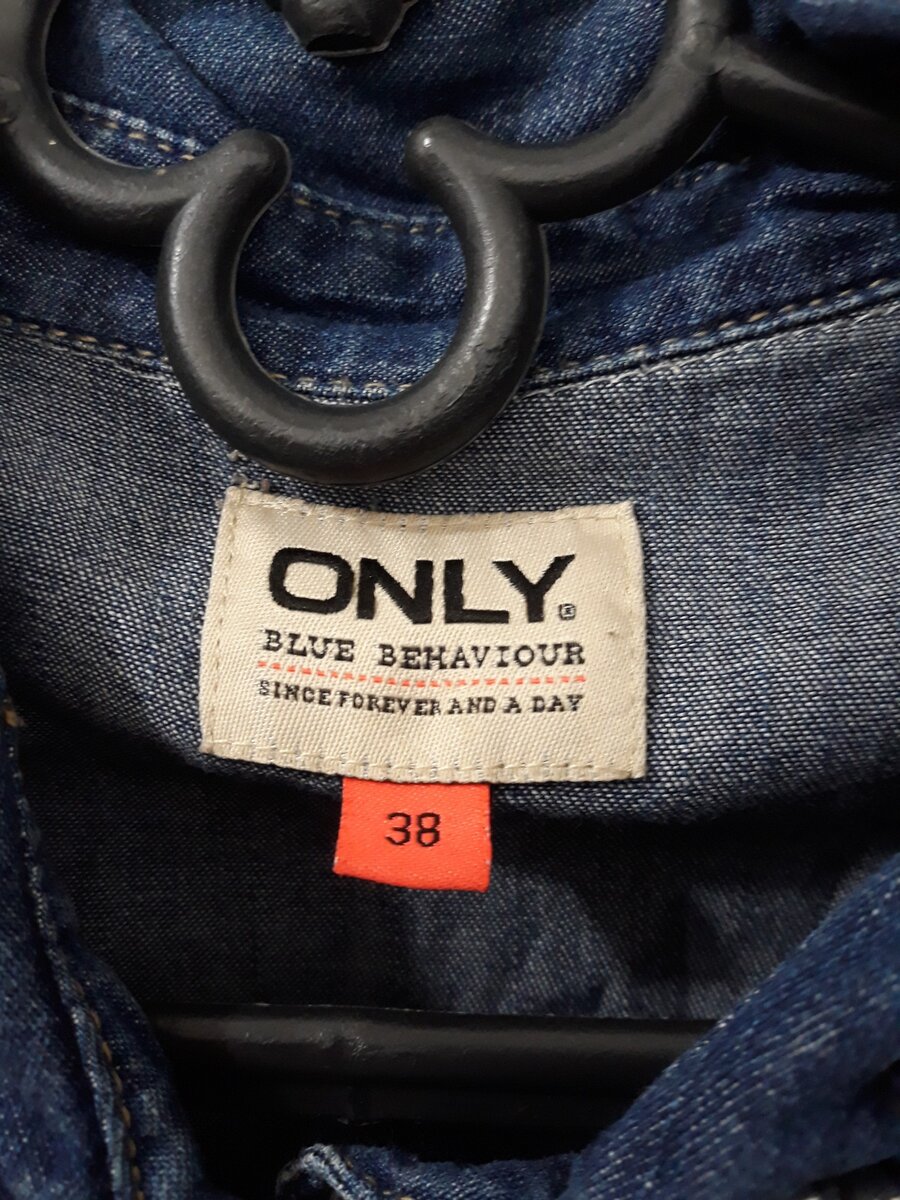 ONLY®
BLUE BEHAVIOUR
SINCE FOREVER AND A DAY
38